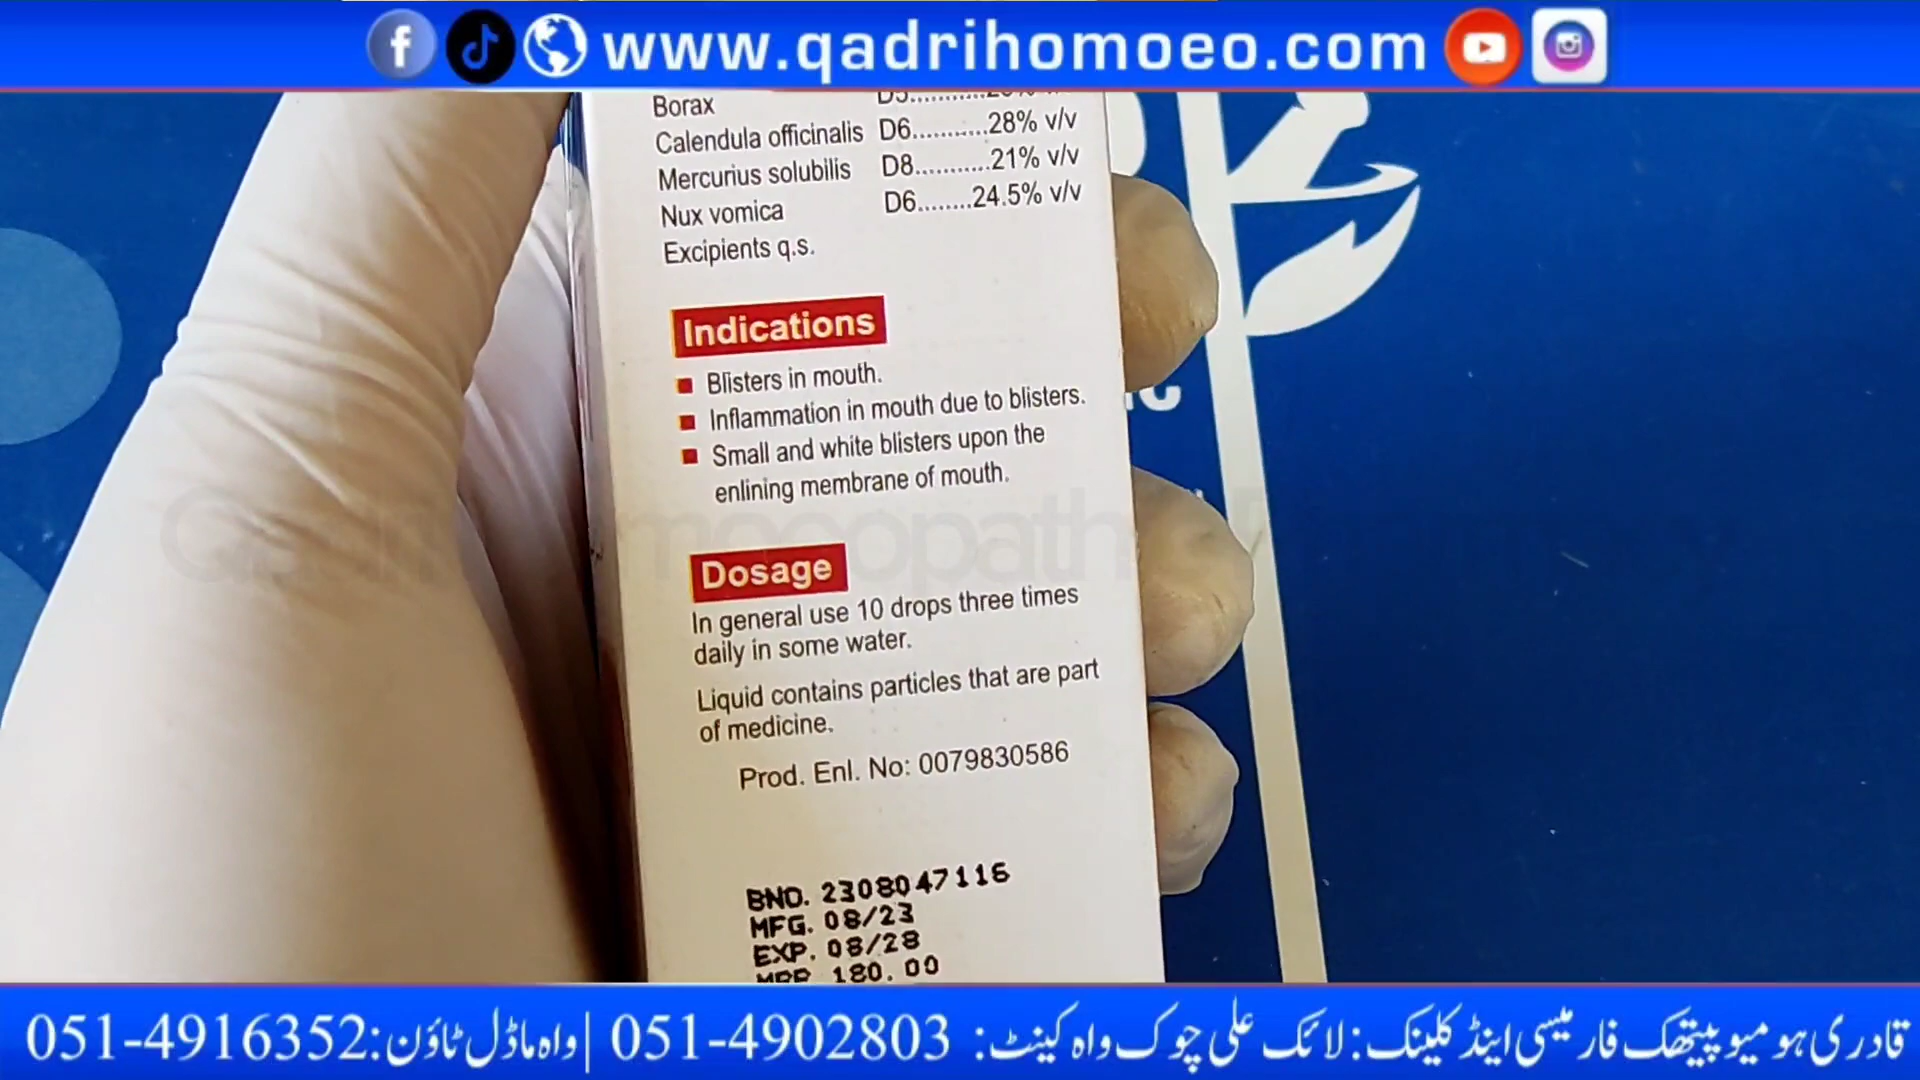 www.qadrihomoeo.com
Borax
Calendula officinalis D6...........28% v/v
Mercurius solubilis D8...........21% v/v
Nux vomica D6........24.5% v/v
Excipients q.s.
Indications
Blisters in mouth.
Inflammation in mouth due to blisters.
Small and white blisters upon the
enlining membrane of mouth.
Dosage
In general use 10 drops three times
daily in some water.
Liquid contains particles that are part
of medicine.
Prod. Enl. No: 0079830586
BNO. 2308047116
MFG. 08/23
EXP. 08/28
MRP 180.00
قادری ہومیوپیتھک فارمیسی اینڈ کلینک: لائک علی چوک واہ کینٹ: 051-4902803 | واہ ماڈل ٹاؤن: 051-4916352